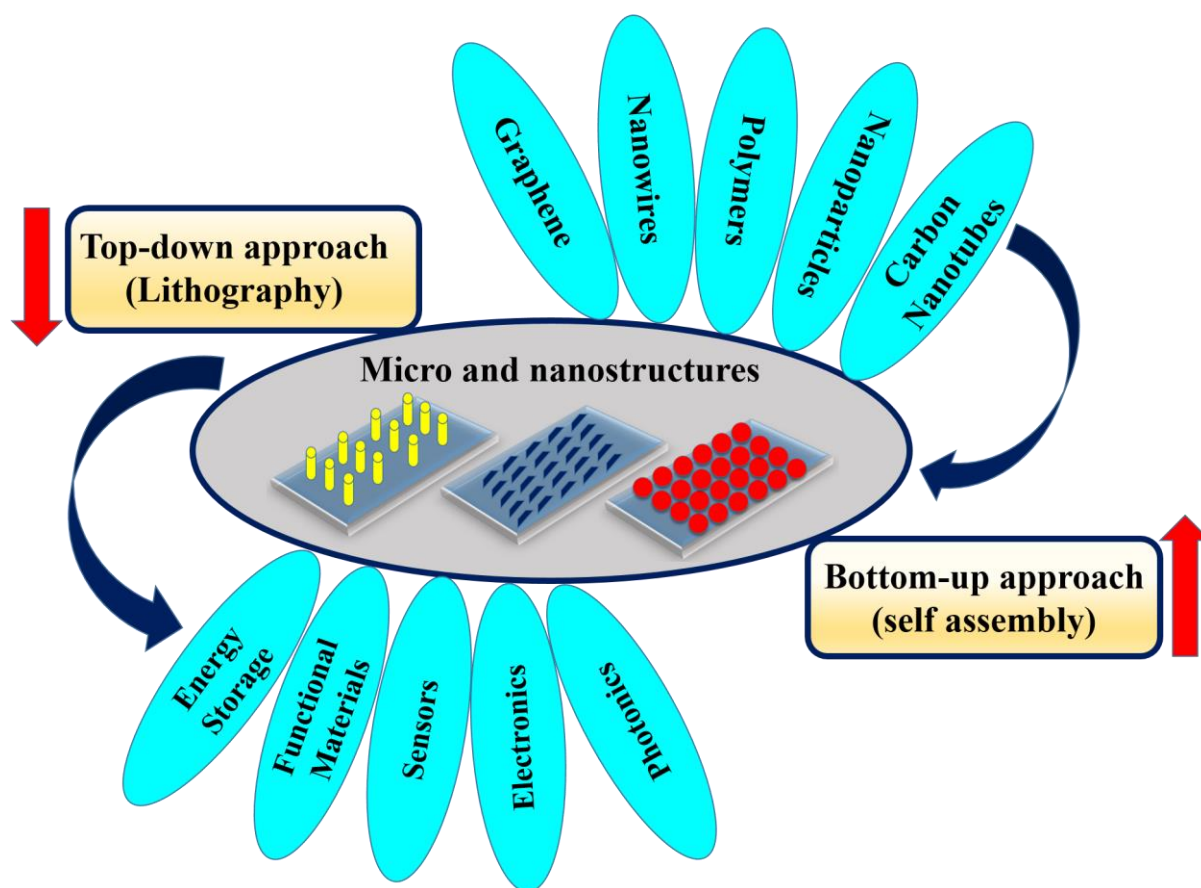 Graphene
Nanowires
Polymers
Nanoparticles
Carbon
Nanotubes
Top-down approach
(Lithography)
Micro and nanostructures
Bottom-up approach
(self assembly)
Energy
Storage
Functional
Materials
Sensors
Electronics
Photonics